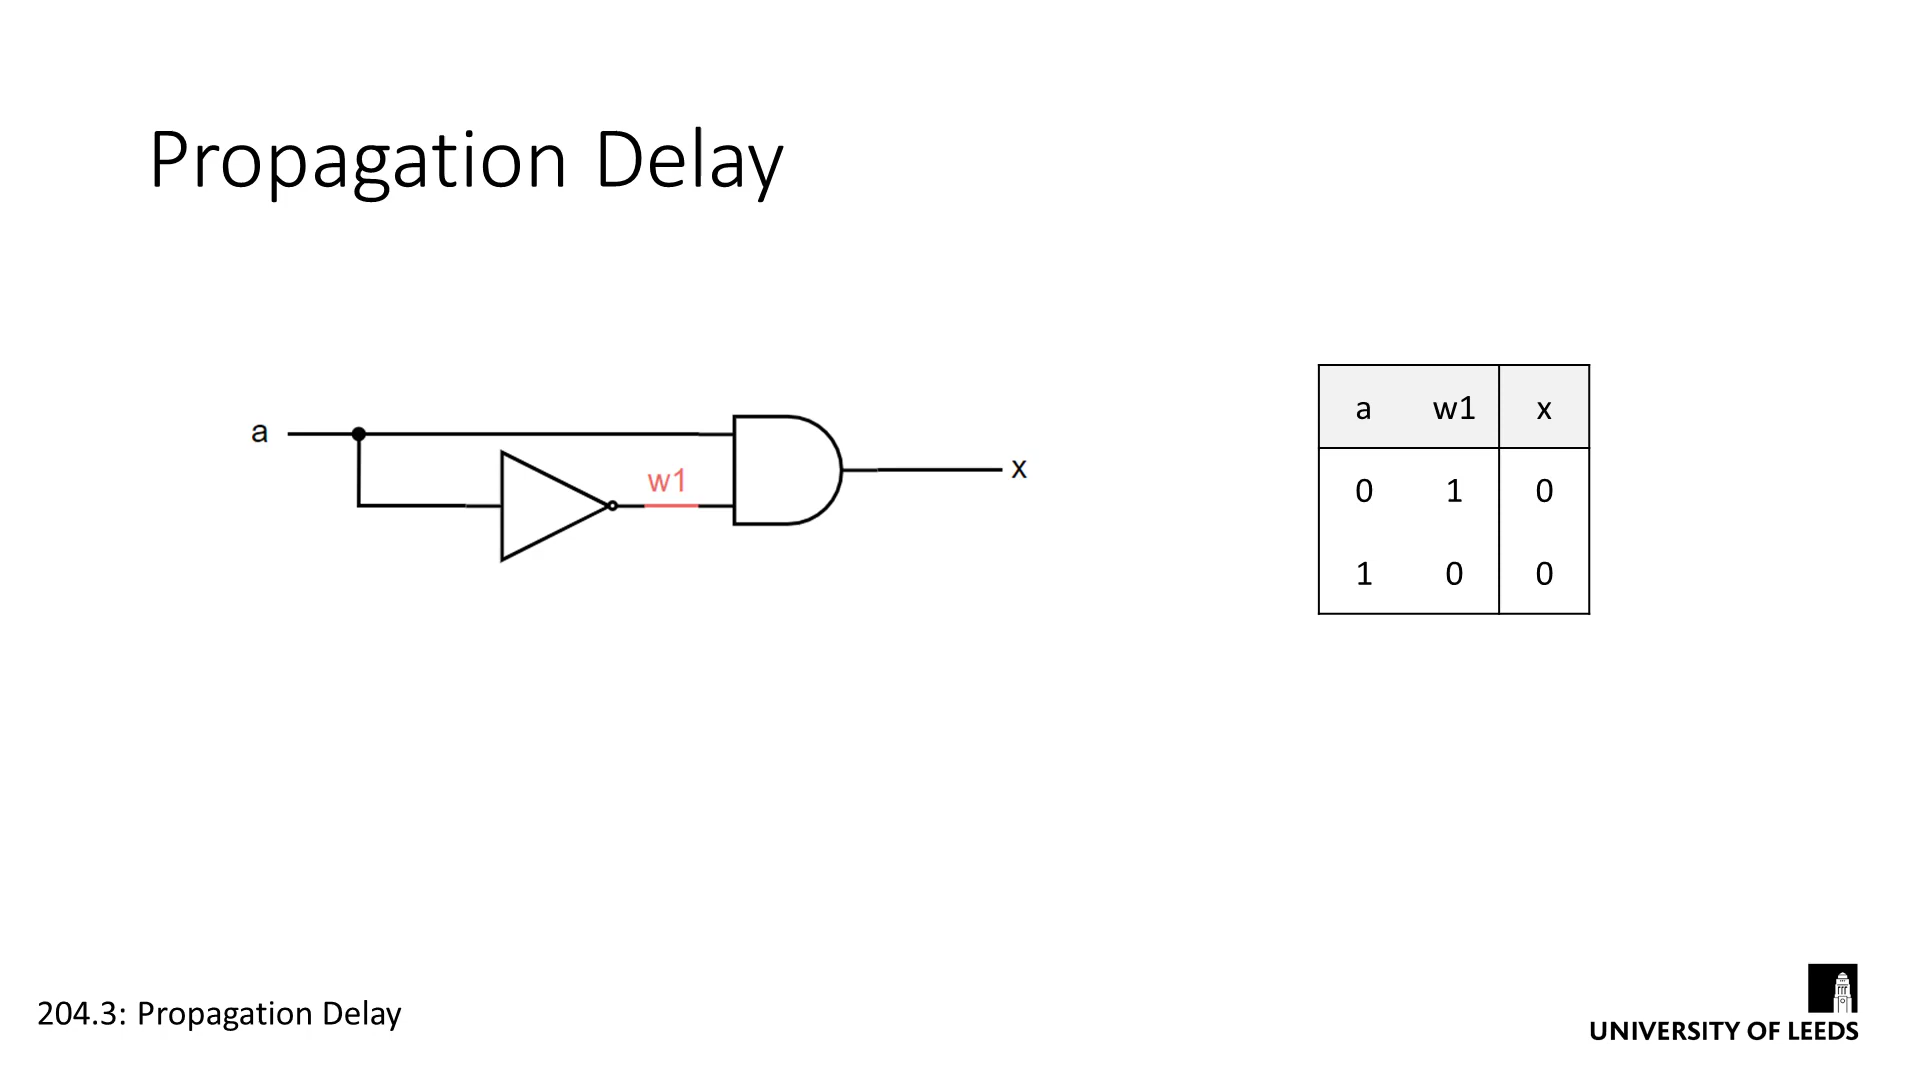 Propagation Delay
a
w1
x
a w1 x
0 1 0
1 0 0
204.3: Propagation Delay
UNIVERSITY OF LEEDS